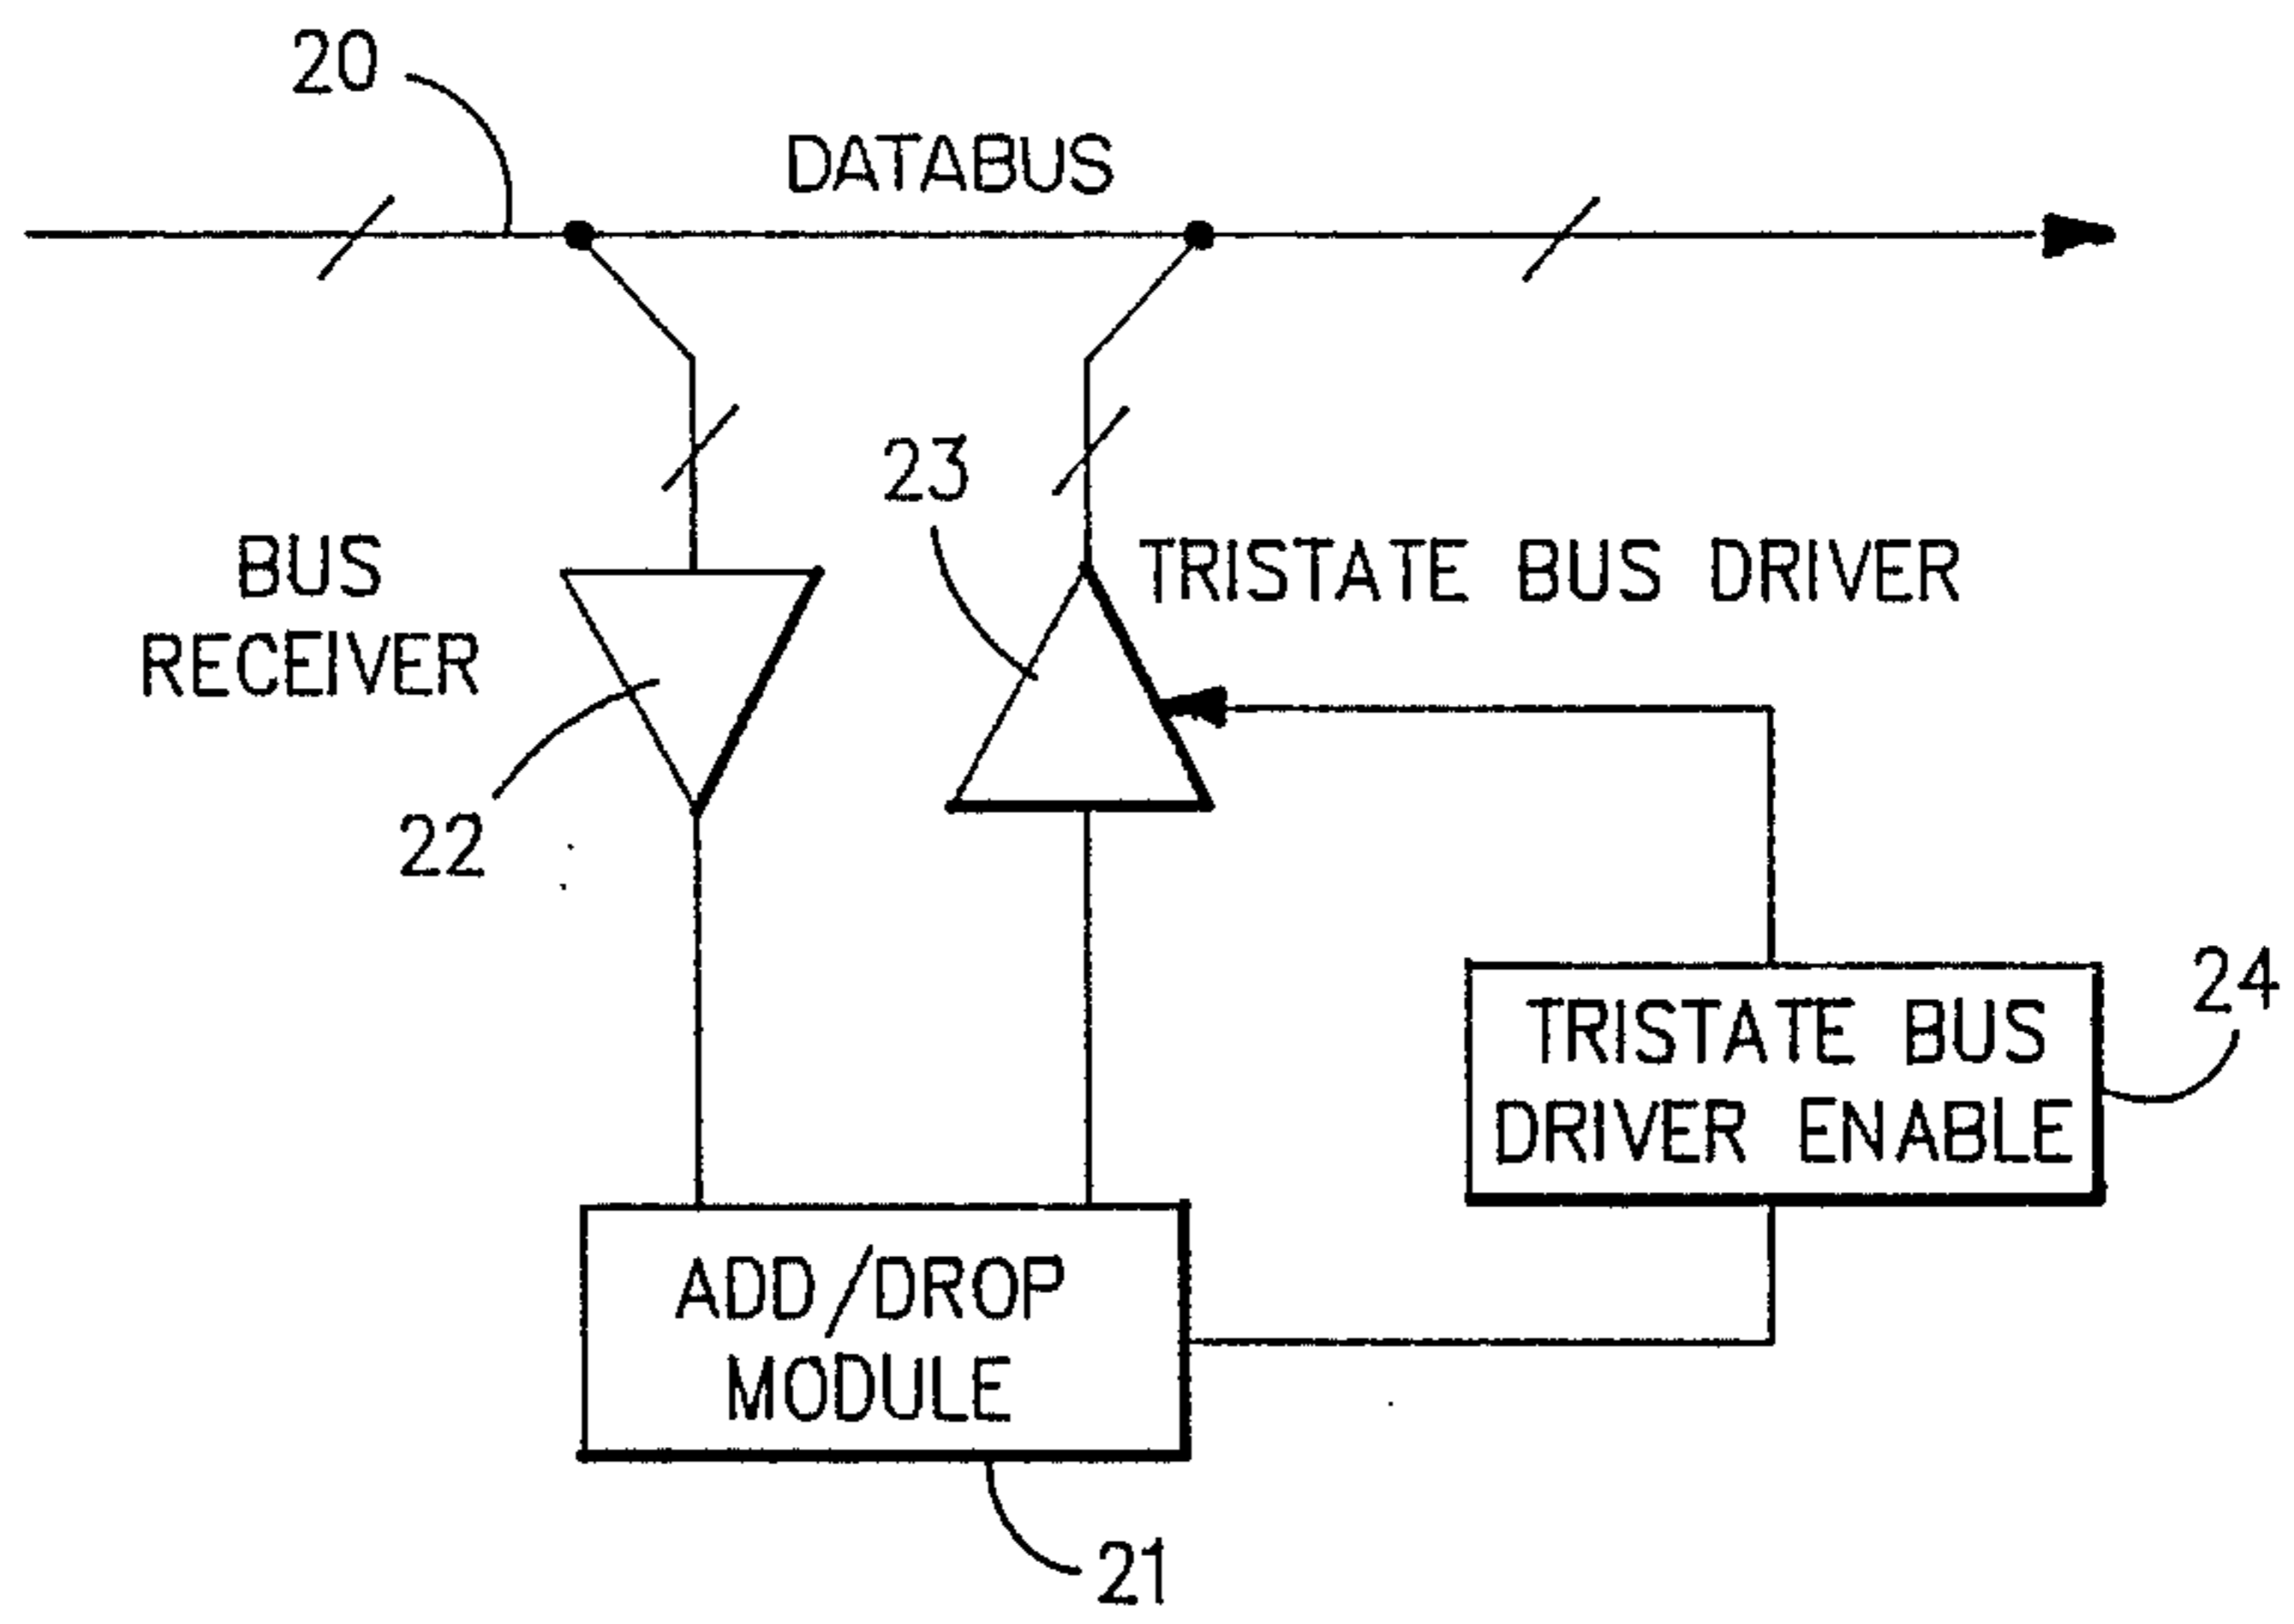 20
DATABUS
23
BUS
RECEIVER
TRISTATE BUS DRIVER
22
TRISTATE BUS
DRIVER ENABLE
24
ADD/DROP
MODULE
21